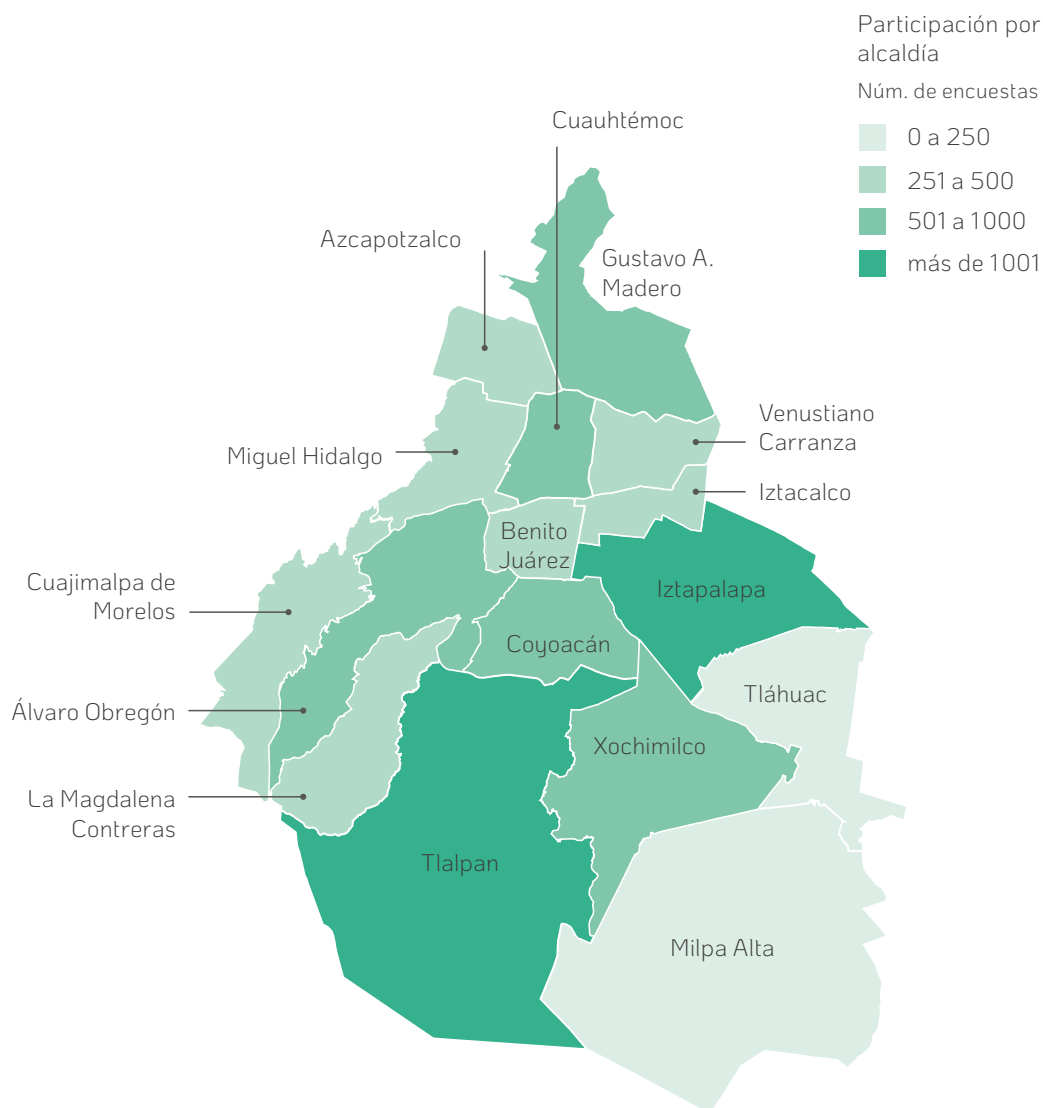 Participación por
alcaldía
Núm. de encuestas
0 a 250
251 a 500
501 a 1000
más de 1001
Cuauhtémoc
Azcapotzalco
Gustavo A.
Madero
Venustiano
Carranza
Miguel Hidalgo
Iztacalco
Benito
Juárez
Cuajimalpa de
Morelos
Iztapalapa
Coyoacán
Tláhuac
Álvaro Obregón
Xochimilco
La Magdalena
Contreras
Tlalpan
Milpa Alta